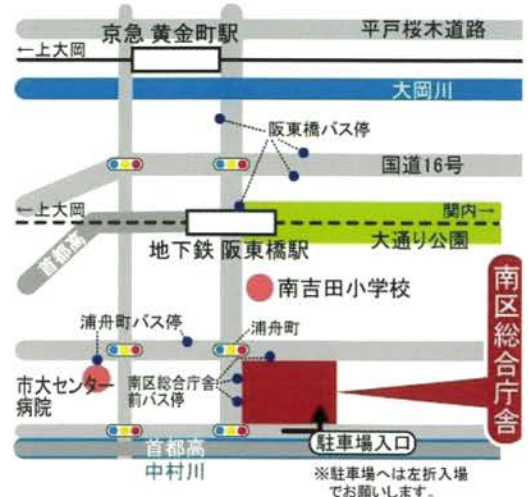 京急 黄金町駅
平戸桜木道路
←上大岡
大岡川
阪東橋バス停
国道16号
←上大岡
関内→
首都高
地下鉄 阪東橋駅
大通り公園
南吉田小学校
南区総合庁舎
浦舟町バス停
浦舟町
市大センター
病院
南区総合庁舎
前バス停
首都高
中村川
駐車場入口
※駐車場へは左折入場
でお願いします。